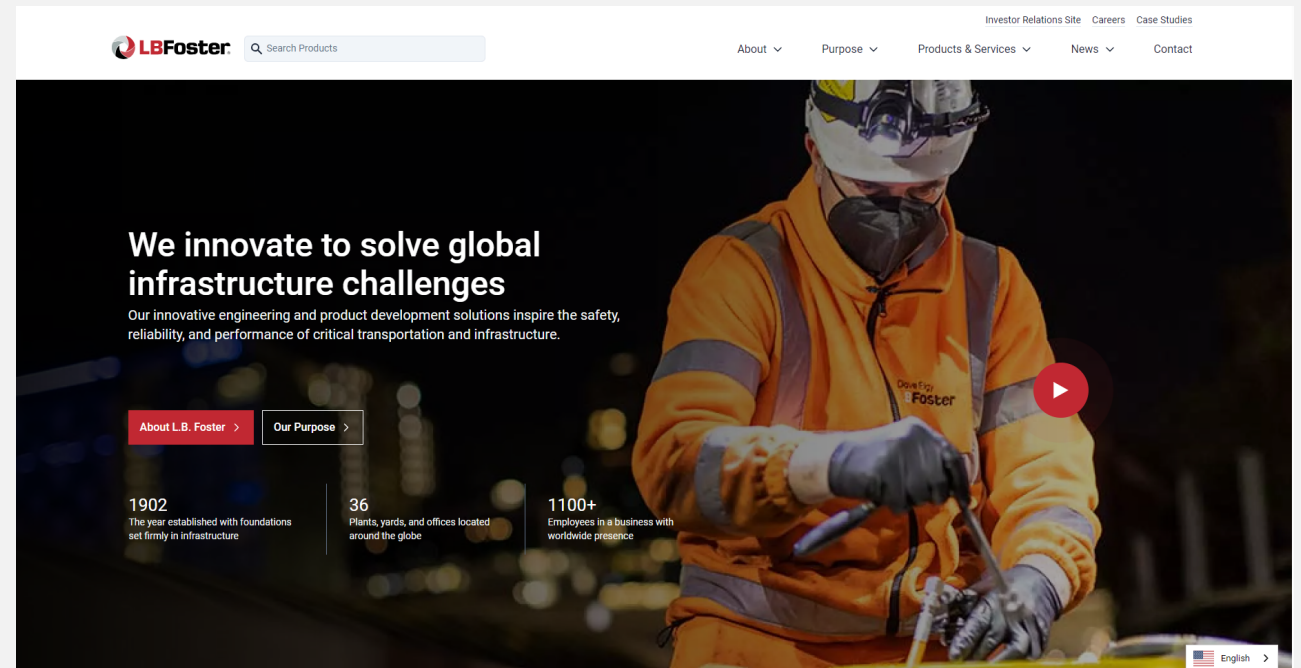 Investor Relations Site Careers Case Studies
LBFoster
Search Products
About Purpose Products & Services News Contact
We innovate to solve global
infrastructure challenges
Our innovative engineering and product development solutions inspire the safety,
reliability, and performance of critical transportation and infrastructure.
Dave
Foster
About L.B. Foster
Our Purpose
1902
The year established with foundations
set firmly in infrastructure
36
Plants, yards, and offices located
around the globe
1100+
Employees in a business with
worldwide presence
English